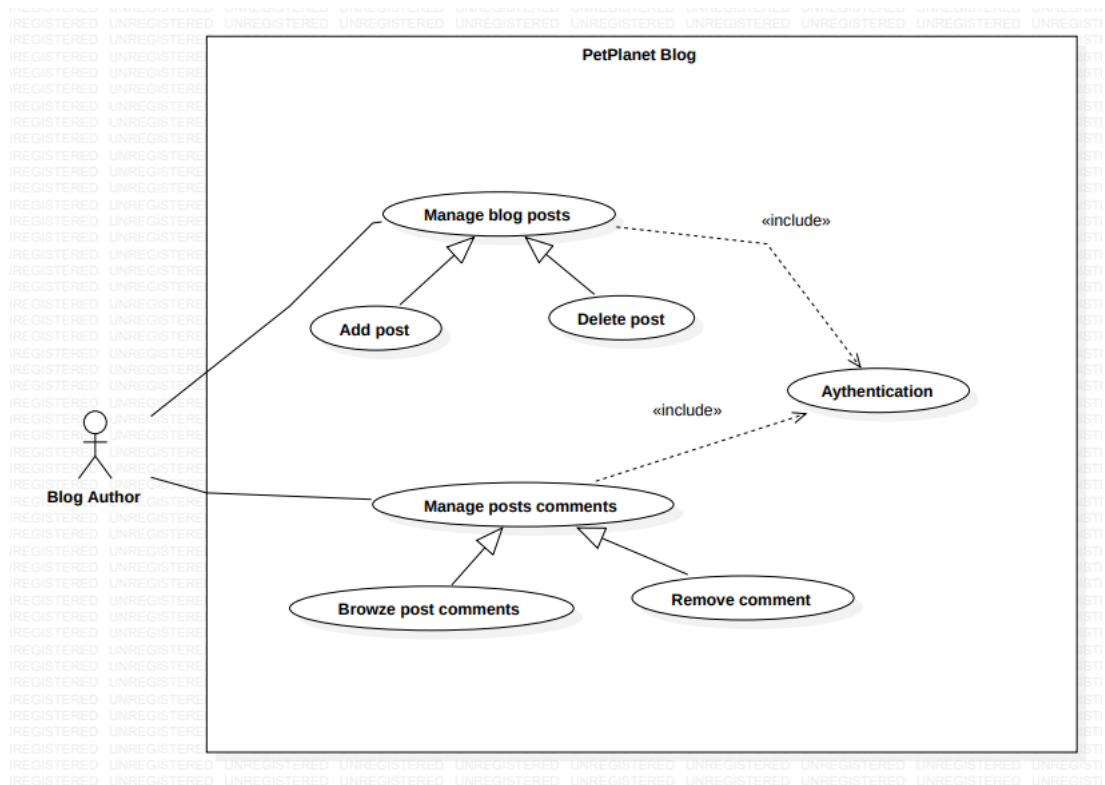 PetPlanet Blog
Manage blog posts
«include»
Add post
Delete post
Aythentication
«include»
Blog Author
Manage posts comments
Browze post comments
Remove comment
UNREGISTERED